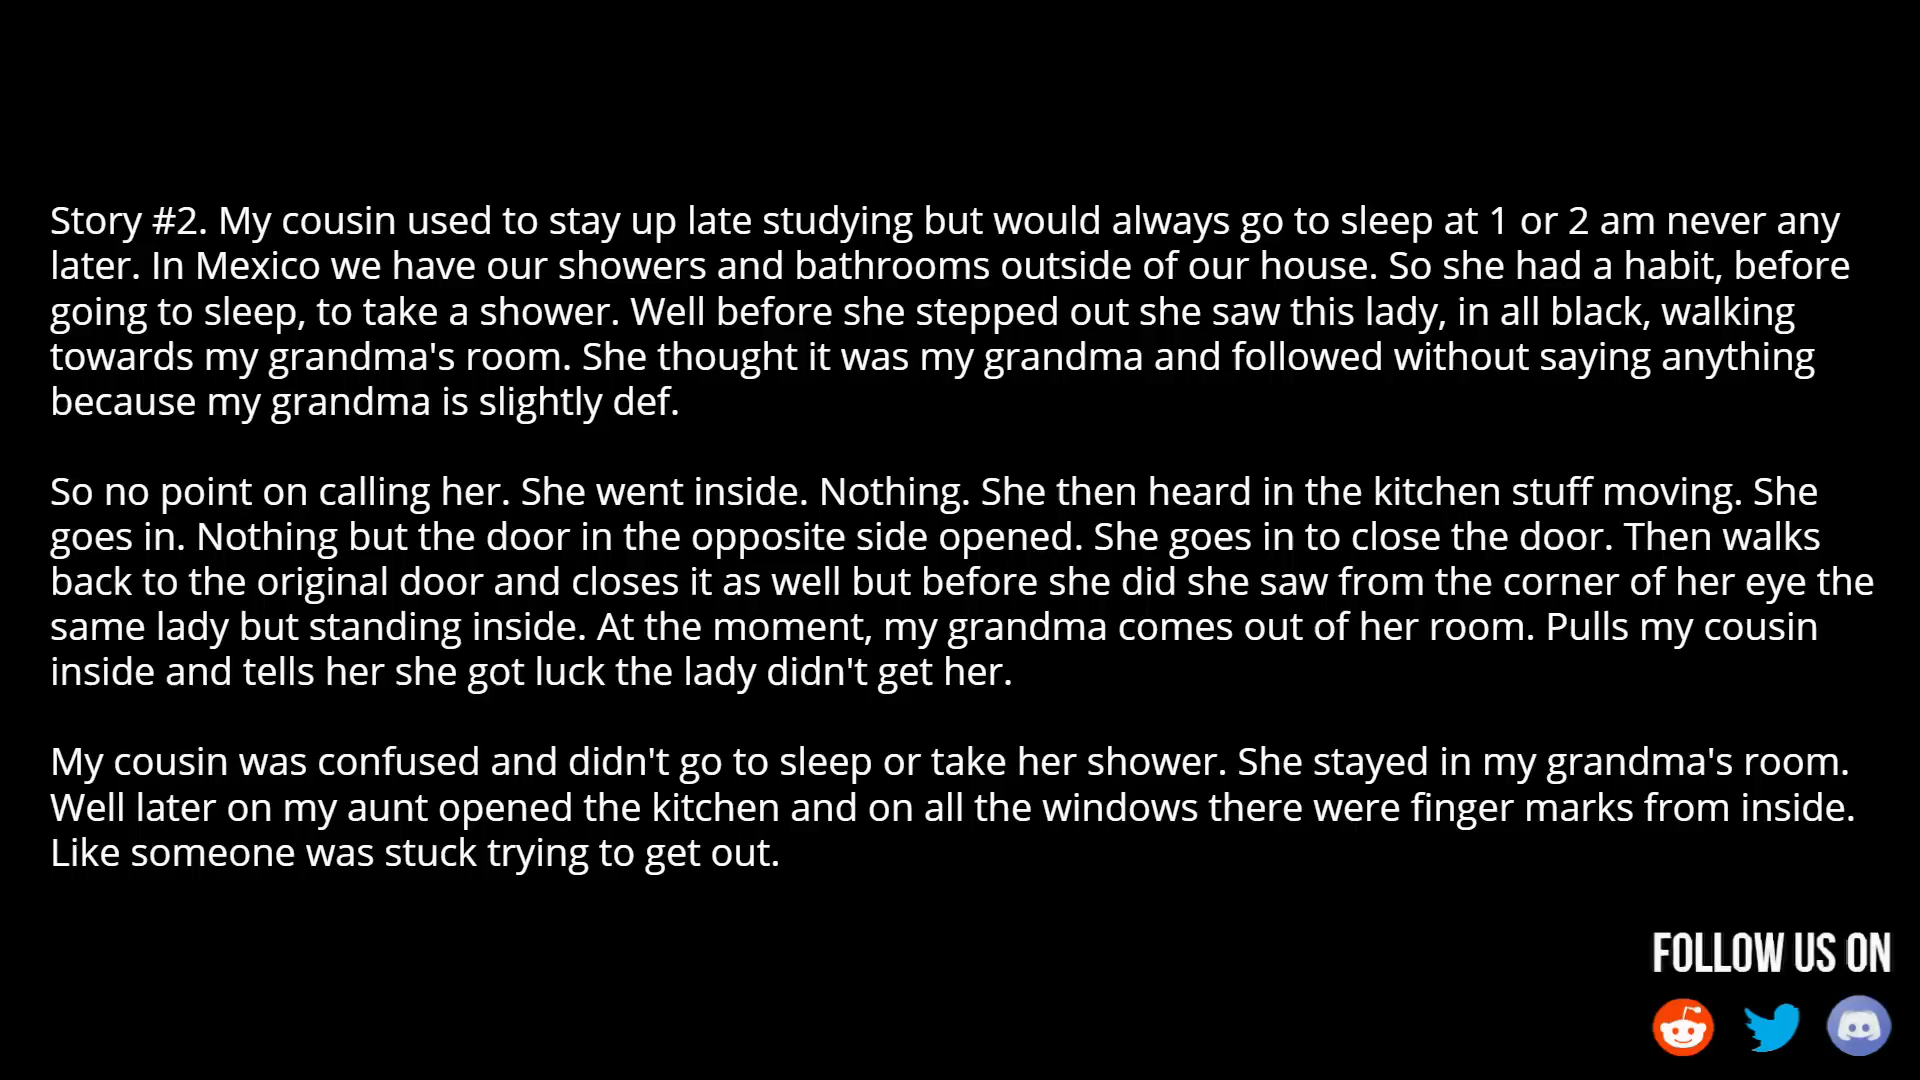 Story #2. My cousin used to stay up late studying but would always go to sleep at 1 or 2 am never any
later. In Mexico we have our showers and bathrooms outside of our house. So she had a habit, before
going to sleep, to take a shower. Well before she stepped out she saw this lady, in all black, walking
towards my grandma's room. She thought it was my grandma and followed without saying anything
because my grandma is slightly def.
So no point on calling her. She went inside. Nothing. She then heard in the kitchen stuff moving. She
goes in. Nothing but the door in the opposite side opened. She goes in to close the door. Then walks
back to the original door and closes it as well but before she did she saw from the corner of her eye the
same lady but standing inside. At the moment, my grandma comes out of her room. Pulls my cousin
inside and tells her she got luck the lady didn't get her.
My cousin was confused and didn't go to sleep or take her shower. She stayed in my grandma's room.
Well later on my aunt opened the kitchen and on all the windows there were finger marks from inside.
Like someone was stuck trying to get out.
FOLLOW US ON